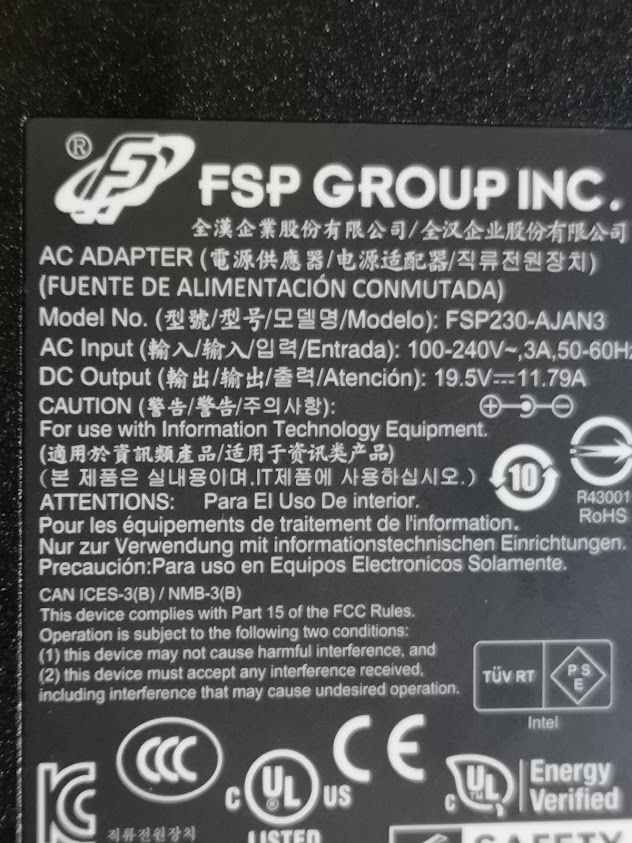 ®
FSP GROUP INC.
全漢企業股份有限公司/全汉企业股份有限公司
AC ADAPTER (電源供應器/电源适配器/직류전원장치)
(FUENTE DE ALIMENTACIÓN CONMUTADA)
Model No. (型號/型号/모델명/Modelo): FSP230-AJAN3
AC Input (輸入/输入/입력/Entrada): 100-240V~,3A,50-60Hz
DC Output (輸出/输出/출력/Atención): 19.5V⎓11.79A
CAUTION (警告/警告/주의사항):
For use with Information Technology Equipment.
(適用於資訊類產品/适用于资讯类产品)
(본 제품은 실내용이며.IT제품에 사용하십시오.)
10
ATTENTIONS: Para El Uso De interior.
R43001
RoHS
Pour les équipements de traitement de l'information.
Nur zur Verwendung mit informationstechnischen Einrichtungen.
Precaución:Para uso en Equipos Electronicos Solamente.
CAN ICES-3(B) / NMB-3(B)
This device complies with Part 15 of the FCC Rules.
Operation is subject to the following two conditions:
(1) this device may not cause harmful interference, and
(2) this device must accept any interference received,
including interference that may cause undesired operation.
TÜV RT
PSE
Intel
CCC
CE
c UL ® US
LISTED
c UL ™
Energy
Verified
KC
직류전원장치
SAFETY